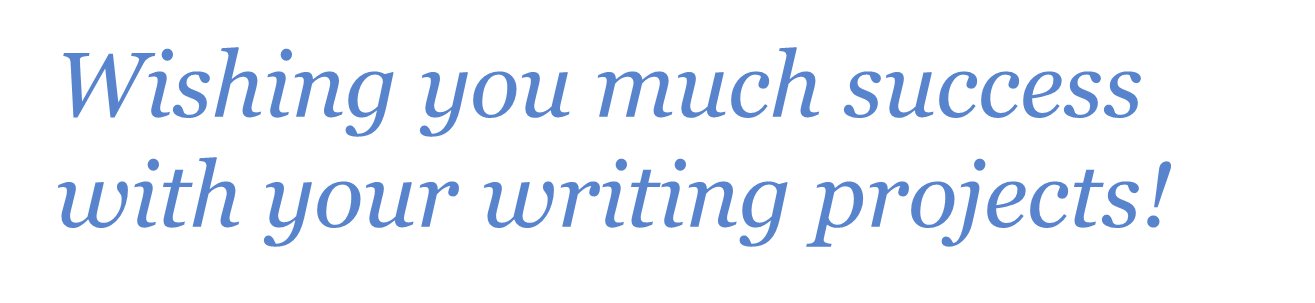 Wishing you much success
with your writing projects!